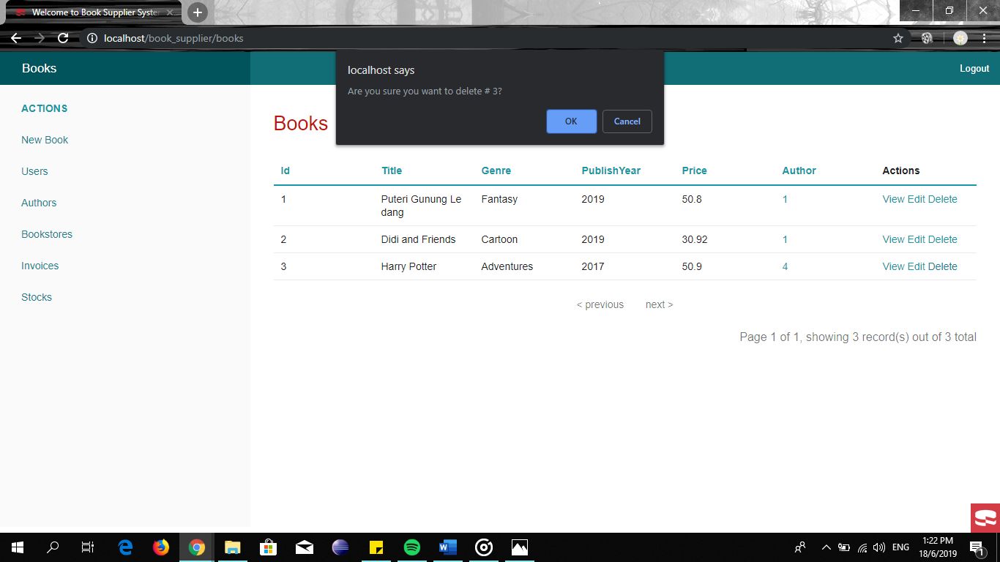 Welcome to Book Supplier Syste
localhost/book_supplier/books
Books
Logout
localhost says
Are you sure you want to delete # 3?
OK Cancel
ACTIONS
New Book
Users
Authors
Bookstores
Invoices
Stocks
Books
Id Title Genre PublishYear Price Author Actions
1 Puteri Gunung Le Fantasy 2019 50.8 1 View Edit Delete
dang
2 Didi and Friends Cartoon 2019 30.92 1 View Edit Delete
3 Harry Potter Adventures 2017 50.9 4 View Edit Delete
< previous next >
Page 1 of 1, showing 3 record(s) out of 3 total
ENG
1:22 PM
18/6/2019
1